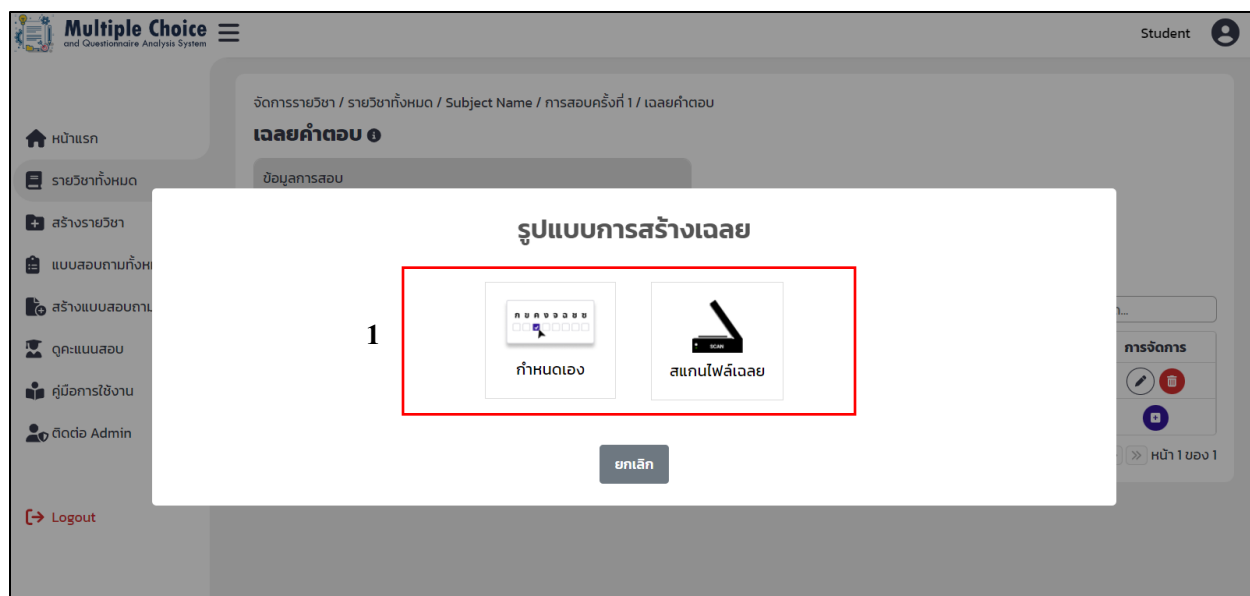 Multiple Choice
and Questionnaire Analysis System
Student
จัดการรายวิชา / รายวิชาทั้งหมด / Subject Name / การสอบครั้งที่ 1 / เฉลยคำตอบ
เฉลยคำตอบ
หน้าแรก
รายวิชาทั้งหมด
สร้างรายวิชา
แบบสอบถามทั้งห
สร้างแบบสอบถาม
ดูคะแนนสอบ
คู่มือการใช้งาน
ติดต่อ Admin
Logout
ข้อมูลการสอบ
รูปแบบการสร้างเฉลย
1
ก ข ค ง จ ฉ ช ซ
กำหนดเอง
SCAN
สแกนไฟล์เฉลย
ยกเลิก
การจัดการ
หน้า 1 ของ 1